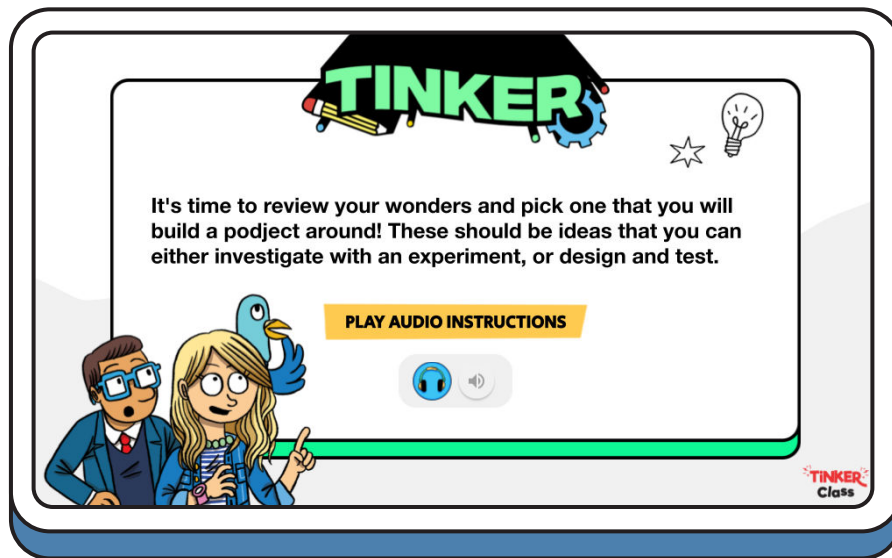 TINKER
It's time to review your wonders and pick one that you will
build a podject around! These should be ideas that you can
either investigate with an experiment, or design and test.
PLAY AUDIO INSTRUCTIONS
TINKER
Class